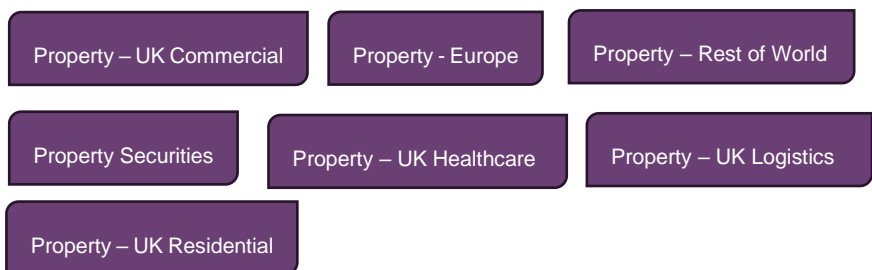 Property – UK Commercial
Property - Europe
Property – Rest of World
Property Securities
Property – UK Healthcare
Property – UK Logistics
Property – UK Residential